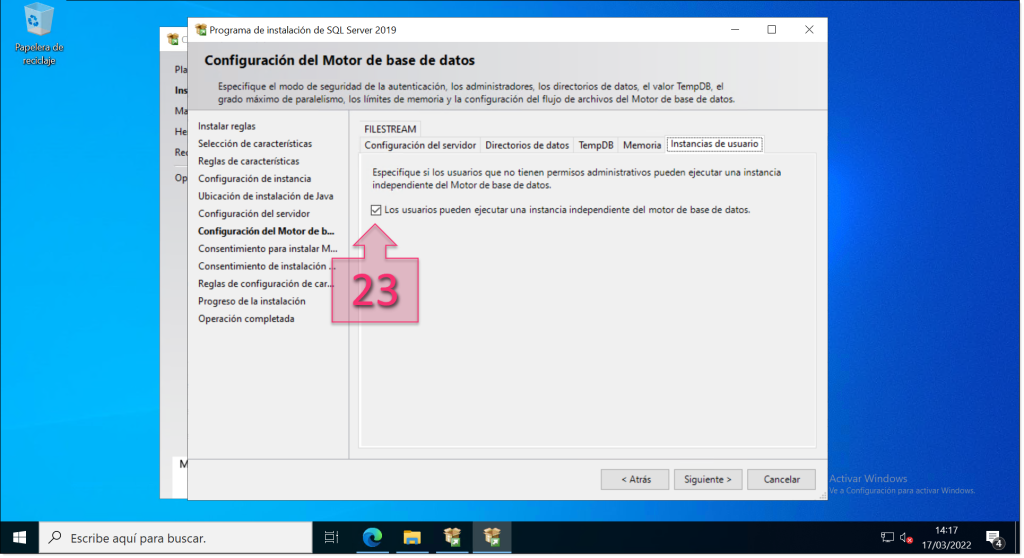 Papelera de
reciclaje
Programa de instalación de SQL Server 2019
Configuración del Motor de base de datos
Especifique el modo de seguridad de la autenticación, los administradores, los directorios de datos, el valor TempDB, el
grado máximo de paralelismo, los límites de memoria y la configuración del flujo de archivos del Motor de base de datos.
Pla
Ins
Ma
He
Rec
Op
M
Instalar reglas
Selección de características
Reglas de características
Configuración de instancia
Ubicación de instalación de Java
Configuración del servidor
Configuración del Motor de b...
Consentimiento para instalar M...
Consentimiento de instalación ...
Reglas de configuración de car...
Progreso de la instalación
Operación completada
FILESTREAM
Configuración del servidor Directorios de datos TempDB Memoria Instancias de usuario
Especifique si los usuarios que no tienen permisos administrativos pueden ejecutar una instancia
independiente del Motor de base de datos.
Los usuarios pueden ejecutar una instancia independiente del motor de base de datos.
23
< Atrás Siguiente > Cancelar
Activar Windows
Ve a Configuración para activar Windows.
Escribe aquí para buscar.
14:17
17/03/2022
4